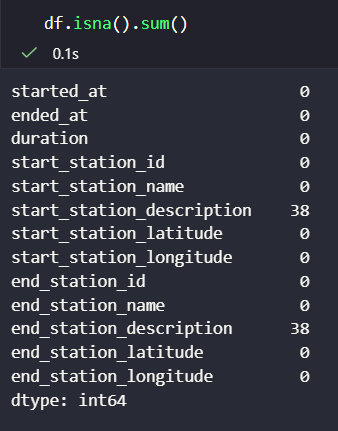 df.isna().sum()
0.1s
started_at 0
ended_at 0
duration 0
start_station_id 0
start_station_name 0
start_station_description 38
start_station_latitude 0
start_station_longitude 0
end_station_id 0
end_station_name 0
end_station_description 38
end_station_latitude 0
end_station_longitude 0
dtype: int64